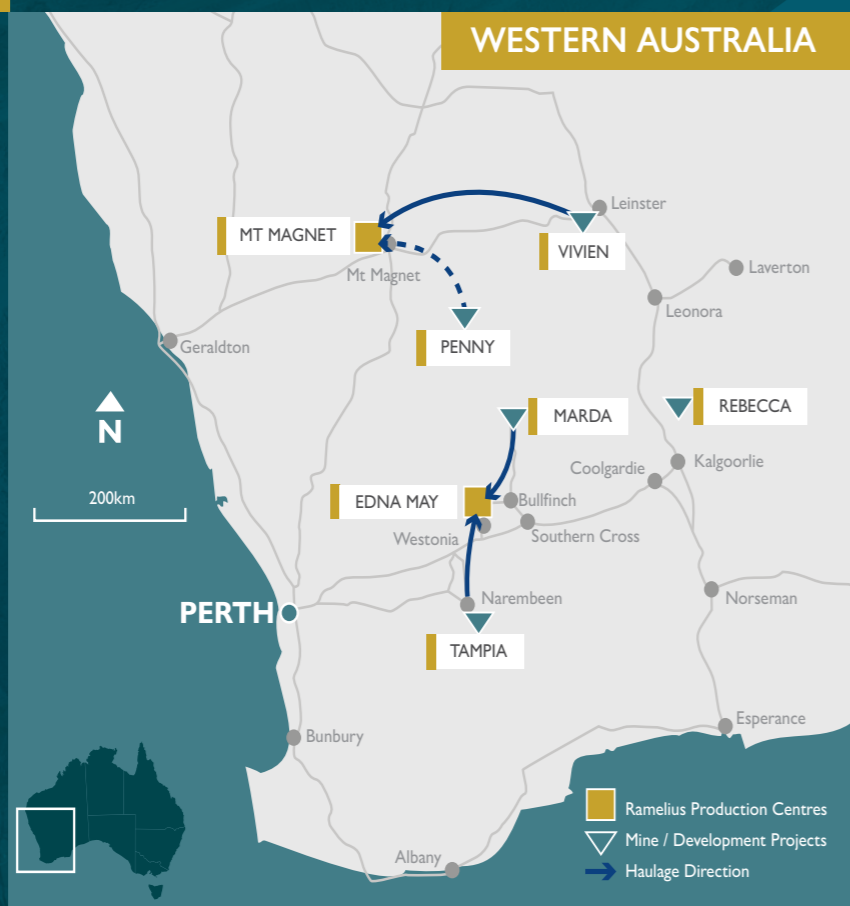 WESTERN AUSTRALIA
Leinster
MT MAGNET
VIVIEN
Laverton
Mt Magnet
Leonora
PENNY
Geraldton
REBECCA
MARDA
N
Coolgardie
Kalgoorlie
200km
EDNA MAY
Bullfinch
Westonia
Southern Cross
Narembeen
Norseman
PERTH
TAMPIA
Esperance
Bunbury
Ramelius Production Centres
Mine / Development Projects
Albany
Haulage Direction